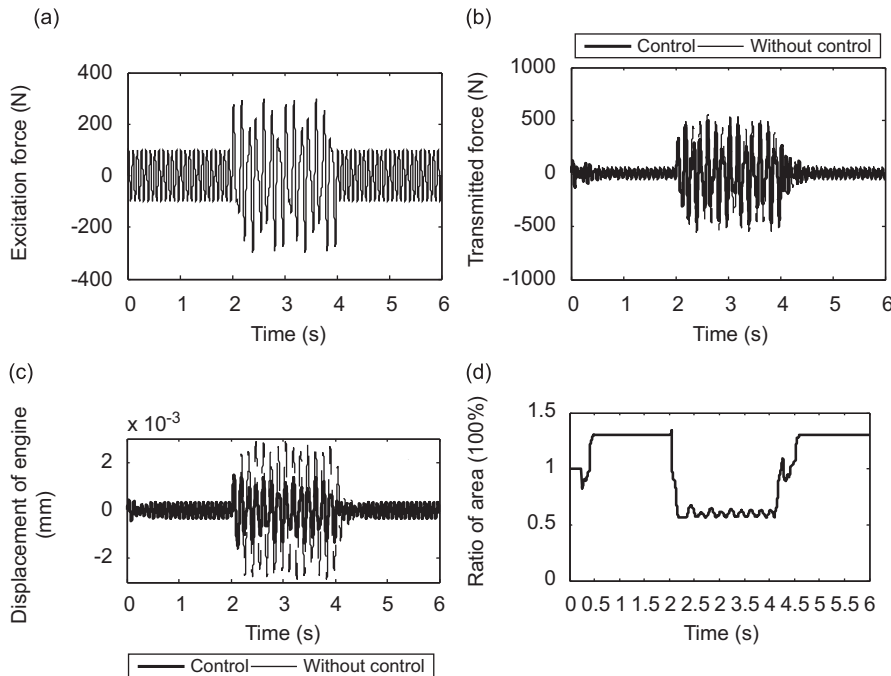 (a)
Excitation force (N)
400
200
0
-200
-400
0 1 2 3 4 5 6
Time (s)
(b)
Control Without control
Transmitted force (N)
1000
500
0
-500
-1000
0 1 2 3 4 5 6
Time (s)
(c)
x 10-3
Displacement of engine
(mm)
2
0
-2
0 1 2 3 4 5 6
Time (s)
Control Without control
(d)
Ratio of area (100%)
1.5
1
0.5
0
0 0.5 1 1.5 2 2.5 3 3.5 4 4.5 5 5.5 6
Time (s)